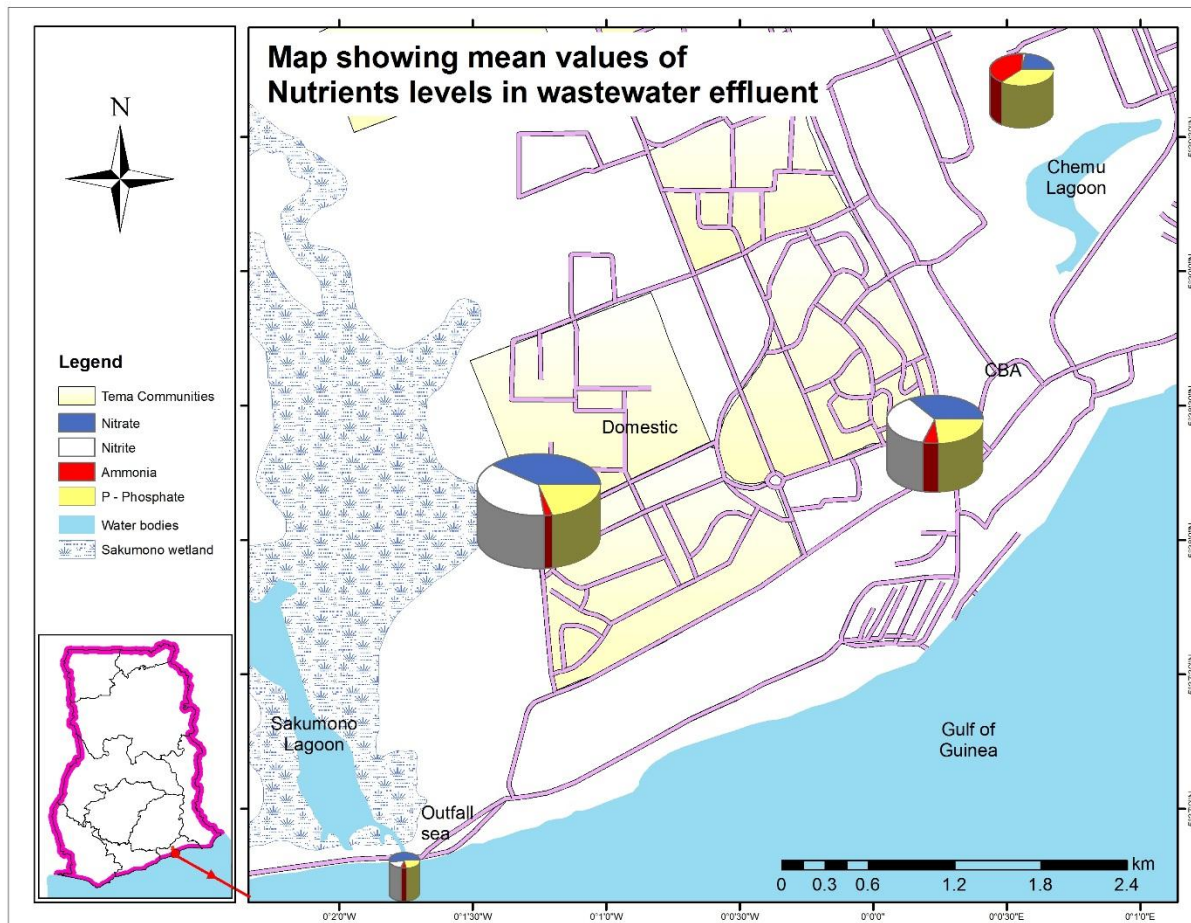 Map showing mean values of
Nutrients levels in wastewater effluent
N
Chemu
Lagoon
CBA
Legend
Tema Communities
Nitrate
Nitrite
Ammonia
P - Phosphate
Water bodies
Sakumono wetland
Domestic
Sakumono
Lagoon
Gulf of
Guinea
Outfall
sea
km
0 0.3 0.6 1.2 1.8 2.4
0°2'0"W 0°1'30"W 0°1'0"W 0°0'30"W 0°0'0" 0°0'30"E 0°1'0"E